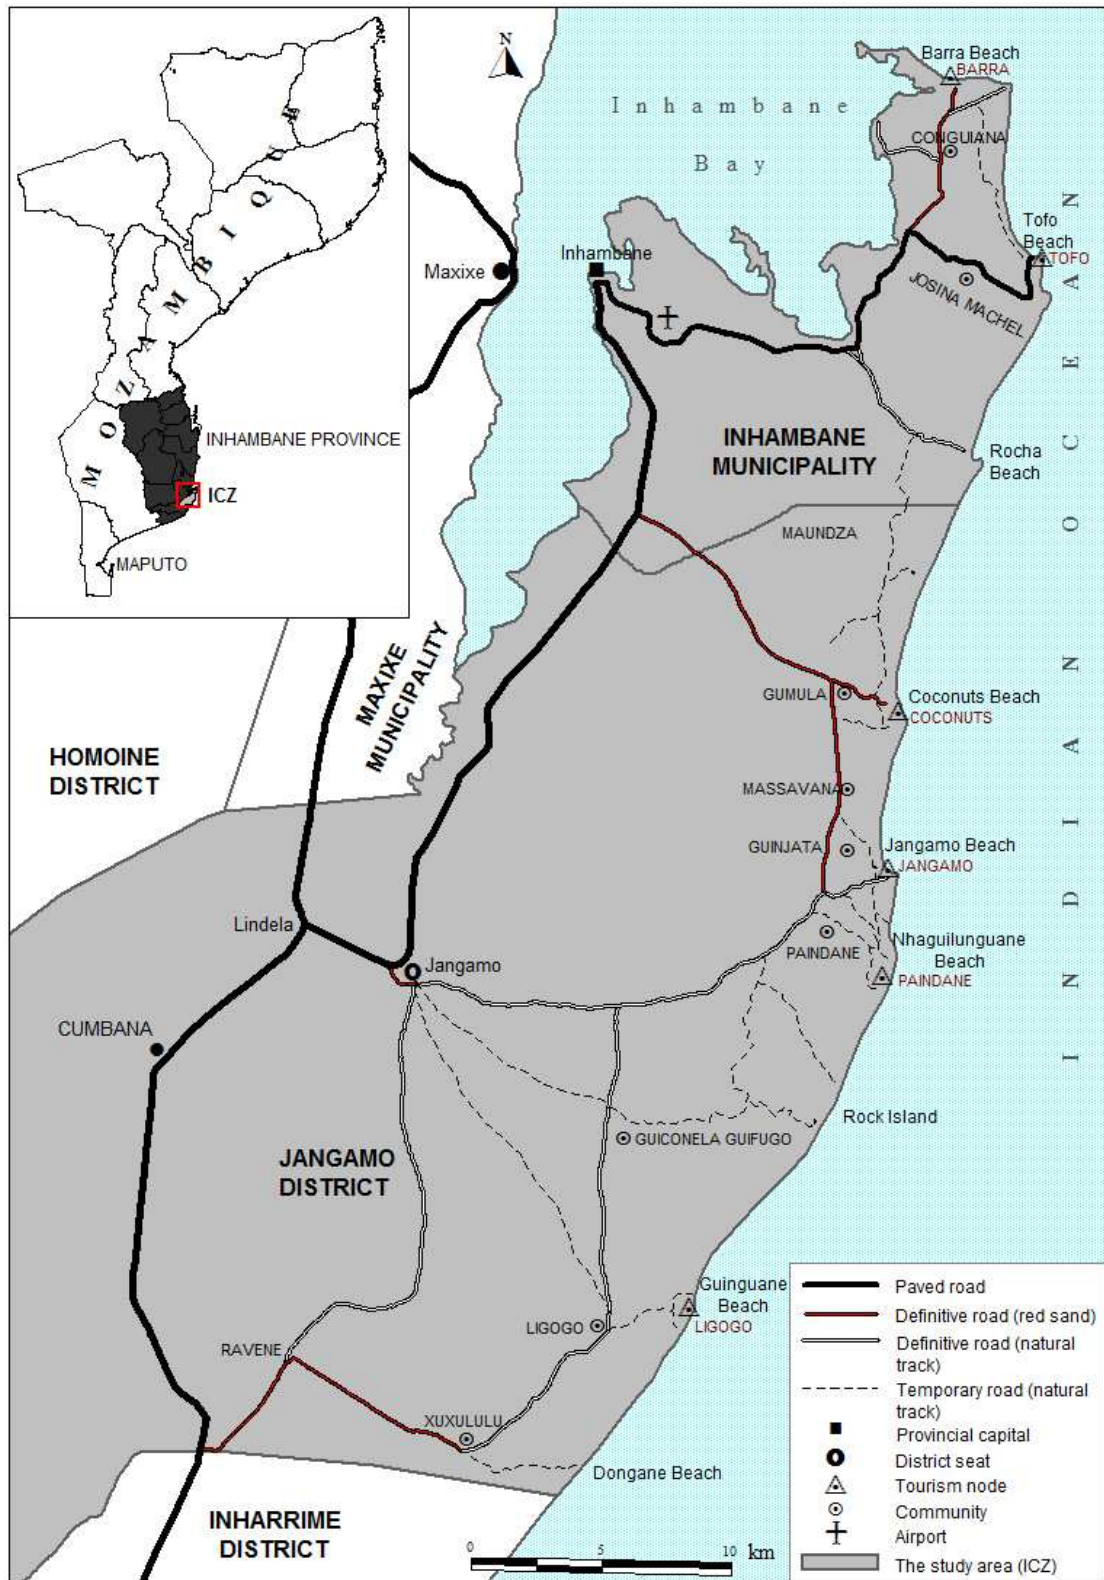 N
Barra Beach
BARRA
Inhambane
Bay
CONGUIANA
Tofo
Beach
TOFO
JOSINA MACHEL
Maxixe
Inhambane
MOZAMBIQUE
INHAMBANE PROVINCE
ICZ
MAPUTO
INDIAN OCEAN
INHAMBANE
MUNICIPALITY
Rocha
Beach
MAUNDZA
MAXIXE
MUNICIPALITY
GUMULA
Coconuts Beach
COCONUTS
HOMOINE
DISTRICT
MASSAVANA
GUINJATA
Jangamo Beach
JANGAMO
Lindela
Jangamo
PAINDANE
Nhaguilunguane
Beach
PAINDANE
CUMBANA
Rock Island
GUICONELA GUIFUGO
JANGAMO
DISTRICT
Guinguane
Beach
LIGOGO
LIGOGO
RAVENE
XUXULULU
Dongane Beach
INHARRIME
DISTRICT
0 5 10 km
Paved road
Definitive road (red sand)
Definitive road (natural
track)
Temporary road (natural
track)
Provincial capital
District seat
Tourism node
Community
Airport
The study area (ICZ)